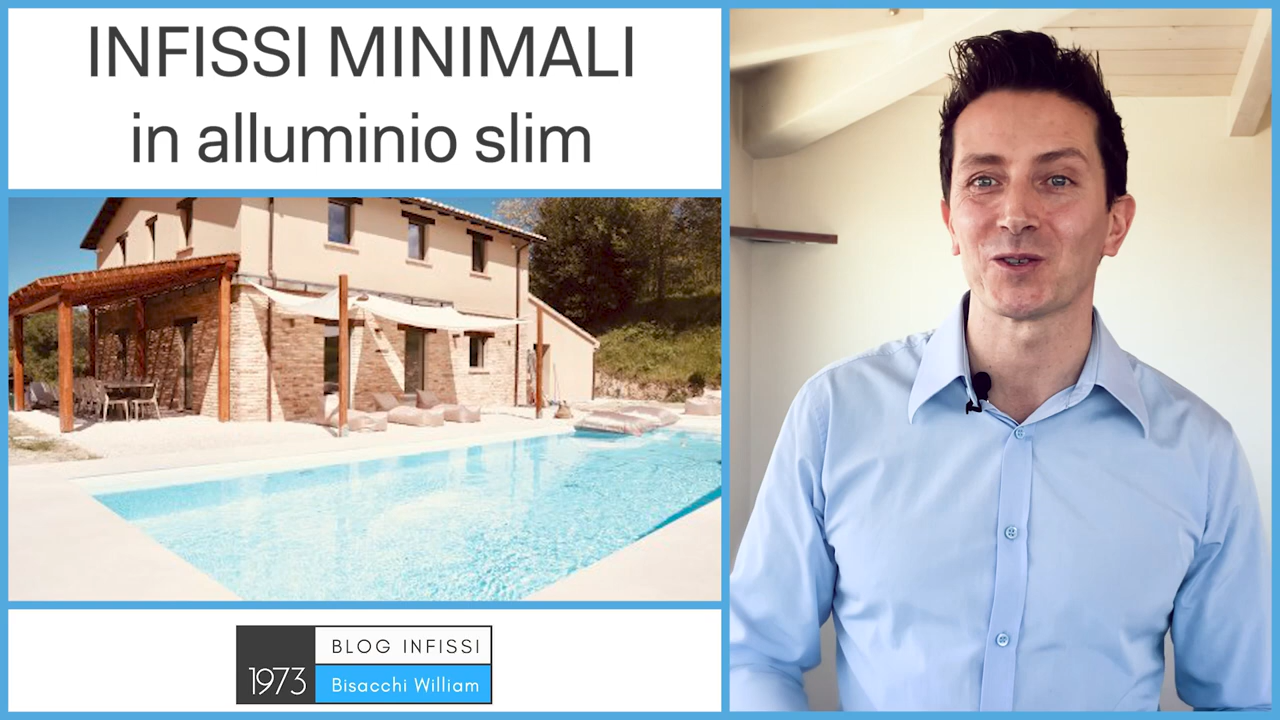 INFISSI MINIMALI
in alluminio slim
1973
BLOG INFISSI
Bisacchi William